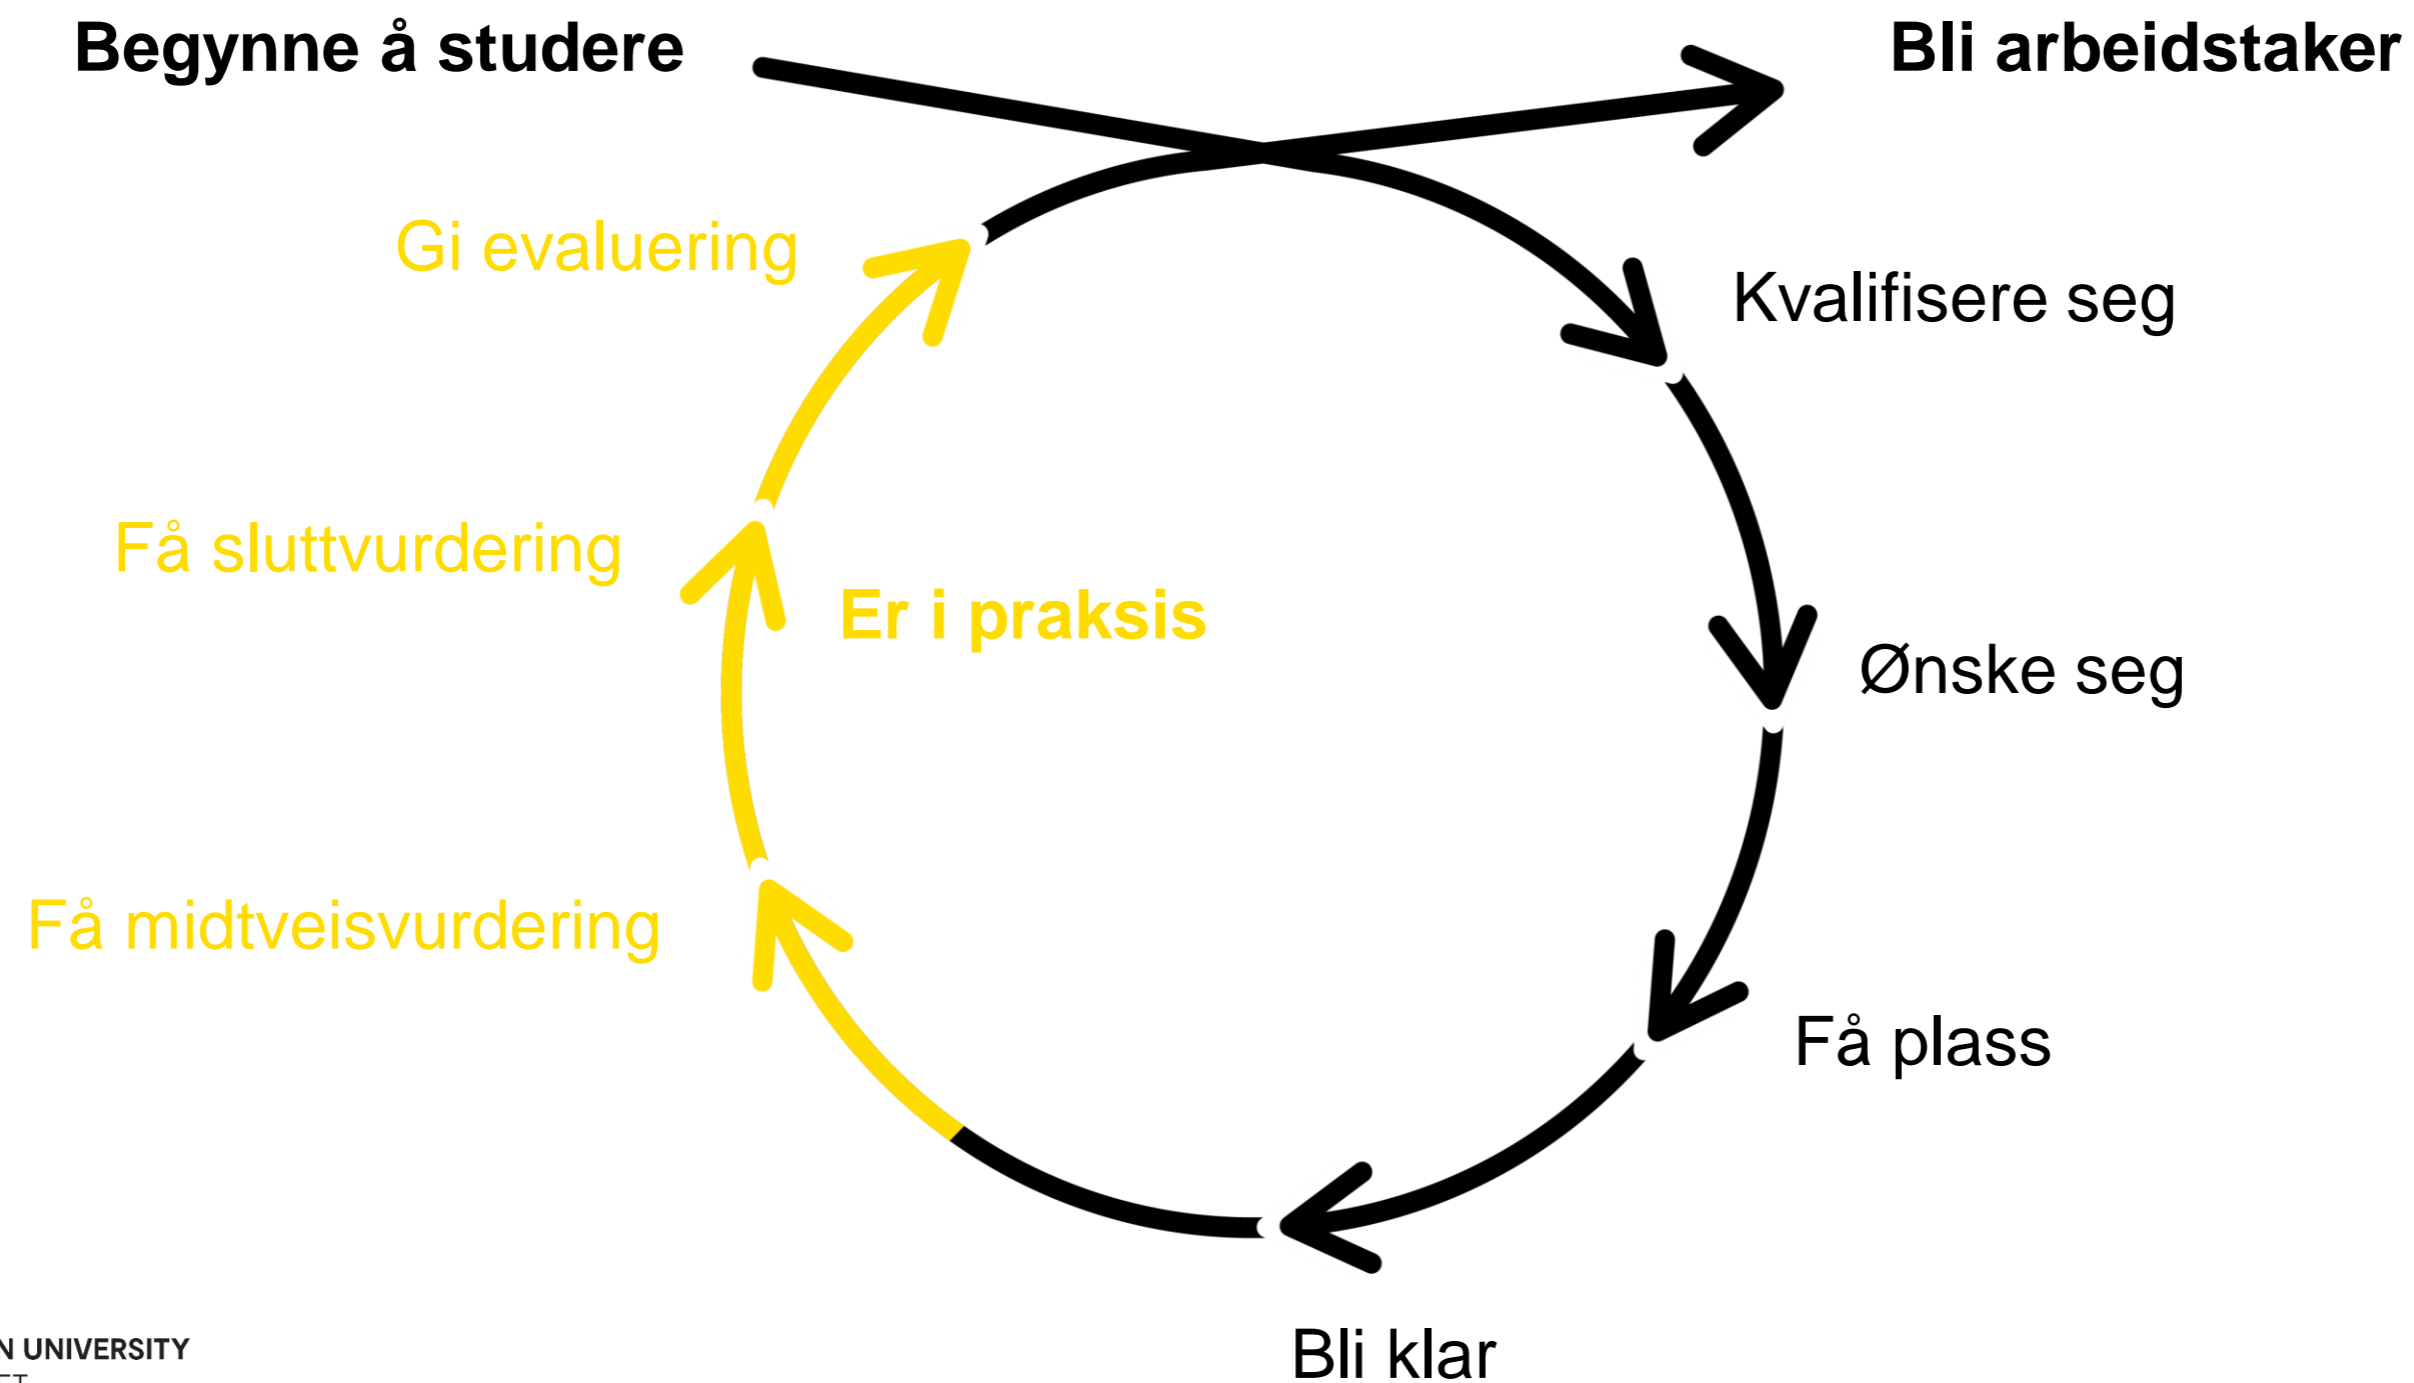 Begynne å studere
Bli arbeidstaker
Gi evaluering
Kvalifisere seg
Få sluttvurdering
Er i praksis
Ønske seg
Få midtveisvurdering
Få plass
Bli klar
UNIVERSITY